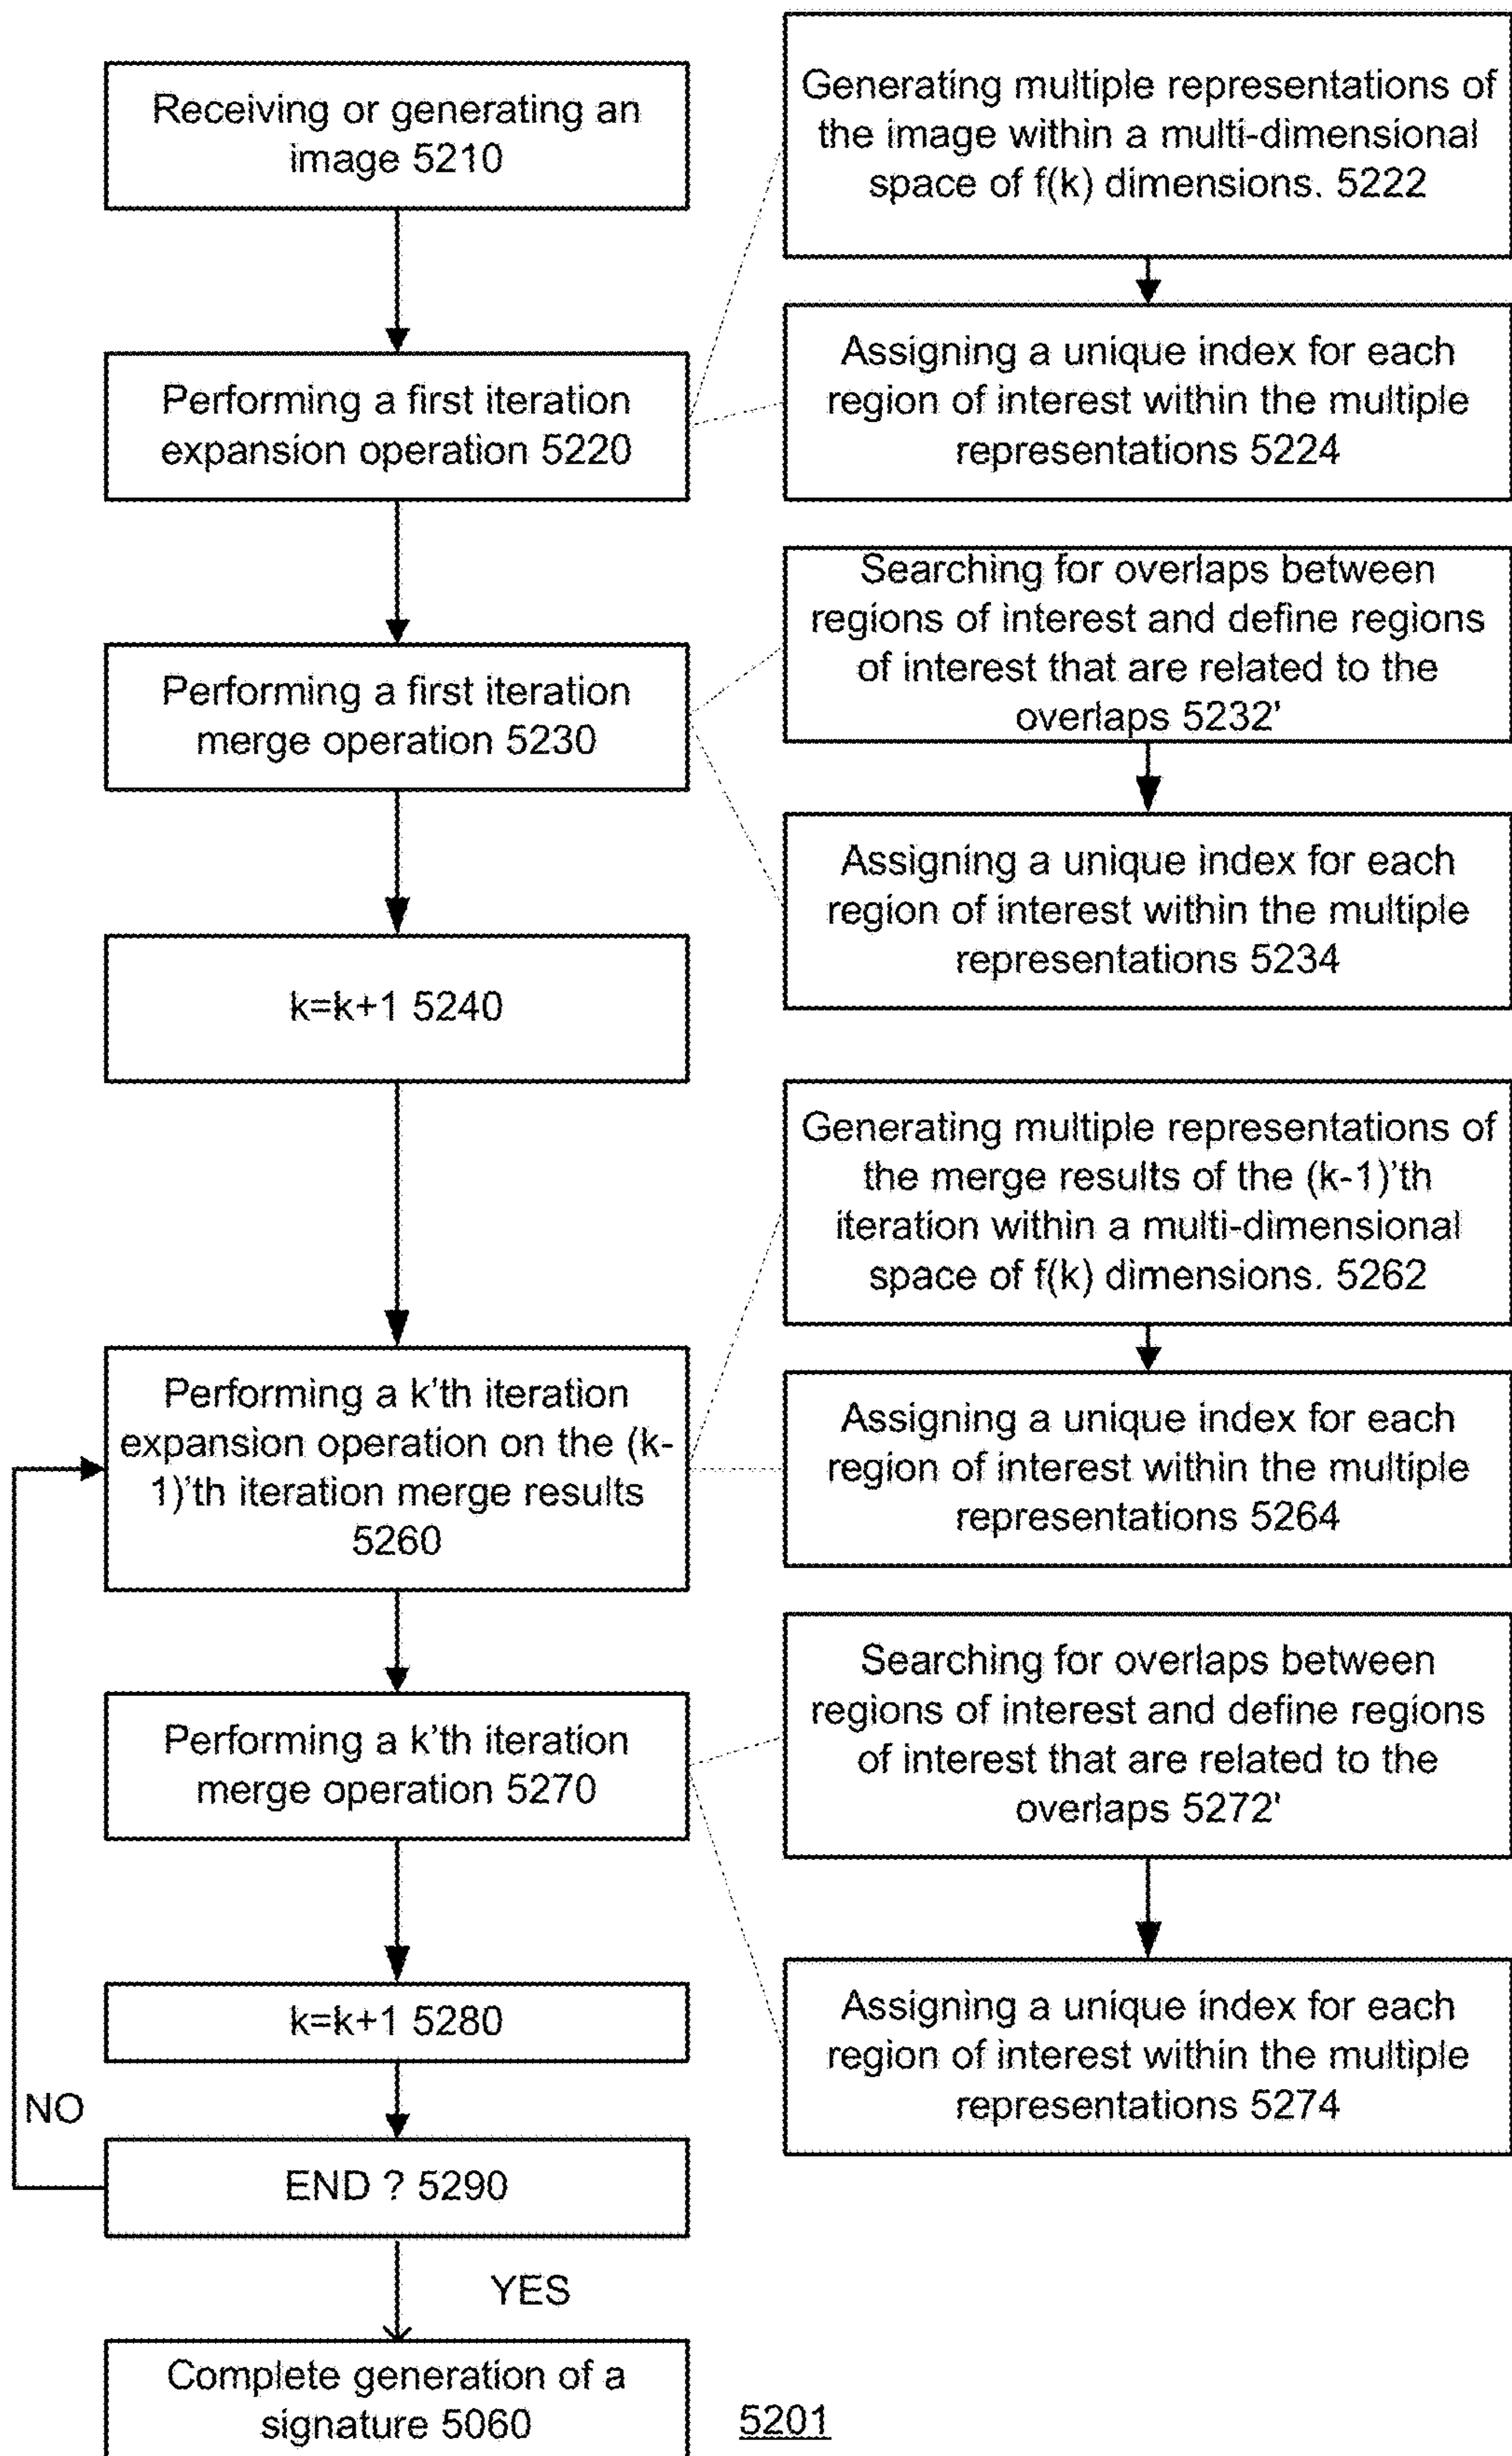 Receiving or generating an
image 5210
Generating multiple representations of
the image within a multi-dimensional
space of f(k) dimensions. 5222
Performing a first iteration
expansion operation 5220
Assigning a unique index for each
region of interest within the multiple
representations 5224
Performing a first iteration
merge operation 5230
Searching for overlaps between
regions of interest and define regions
of interest that are related to the
overlaps 5232'
Assigning a unique index for each
region of interest within the multiple
representations 5234
k=k+1 5240
Generating multiple representations of
the merge results of the (k-1)'th
iteration within a multi-dimensional
space of f(k) dimensions. 5262
Performing a k'th iteration
expansion operation on the (k-
1)'th iteration merge results
5260
Assigning a unique index for each
region of interest within the multiple
representations 5264
Performing a k'th iteration
merge operation 5270
Searching for overlaps between
regions of interest and define regions
of interest that are related to the
overlaps 5272'
Assigning a unique index for each
region of interest within the multiple
representations 5274
k=k+1 5280
NO
END ? 5290
YES
Complete generation of a
signature 5060
5201